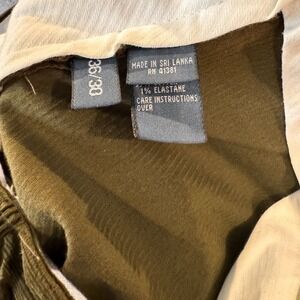 36/30
MADE IN SRI LANKA
RN 41381
1% ELASTANE
CARE INSTRUCTIONS
OVER